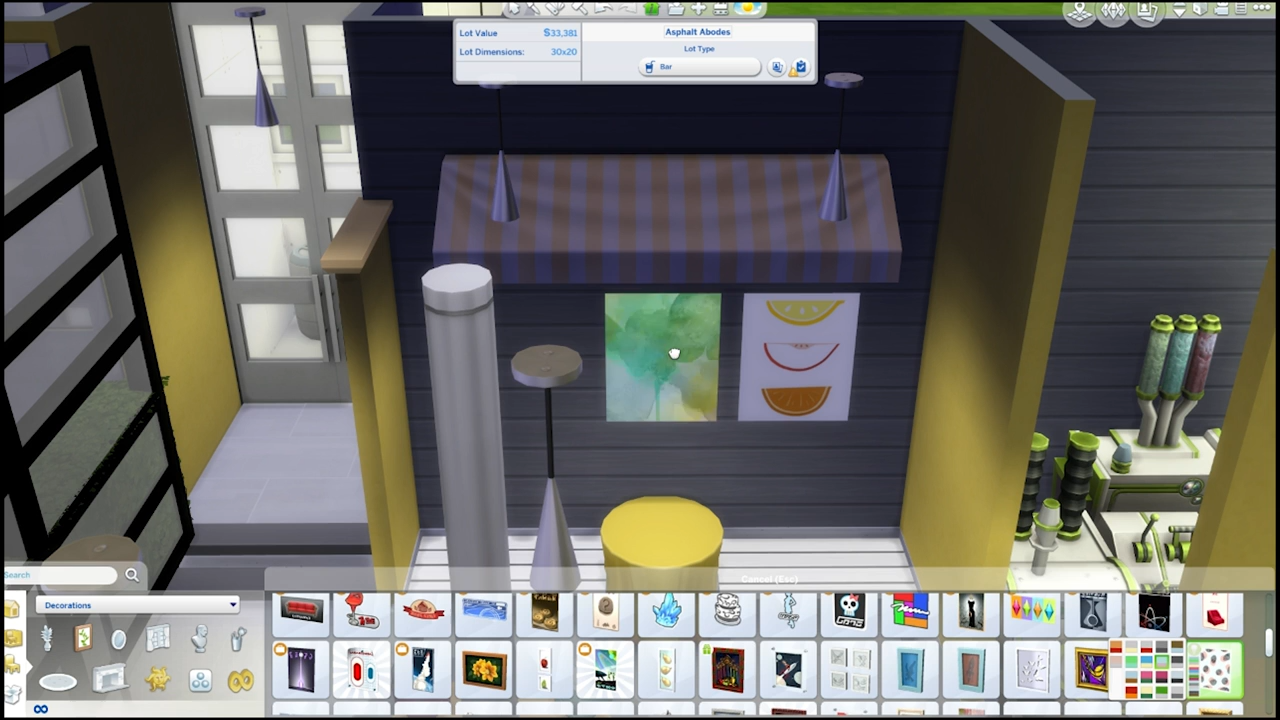 Lot Value
§33,381
Asphalt Abodes
Lot Dimensions:
30x20
Lot Type
Bar
Cancel (Esc)
Search
Decorations